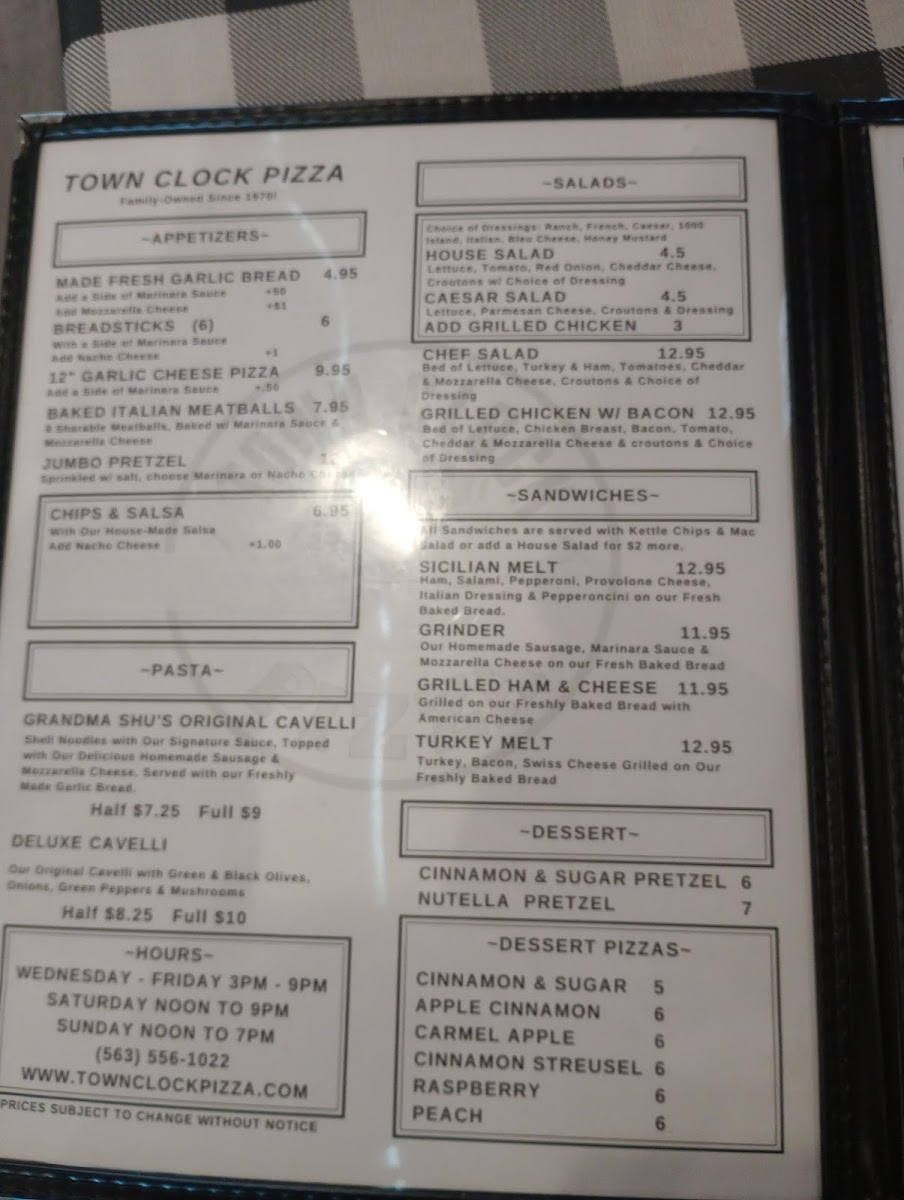 TOWN CLOCK PIZZA
Family-Owned Since 1970!
~APPETIZERS~
MADE FRESH GARLIC BREAD 4.95
Add a Side of Marinara Sauce +50
Add Mozzarella Cheese +$1
BREADSTICKS (6) 6
With a Side of Marinara Sauce
Add Nacho Cheese +1
12" GARLIC CHEESE PIZZA 9.95
Add a Side of Marinara Sauce +.50
BAKED ITALIAN MEATBALLS 7.95
Sharable Meatballs, Baked w/ Marinara Sauce &
Mozzarella Cheese
JUMBO PRETZEL
Sprinkled w/ salt, choose Marinara or Nacho Cheese
CHIPS & SALSA 6.95
With Our House-Made Salsa
Add Nacho Cheese +1.00
~PASTA~
GRANDMA SHU'S ORIGINAL CAVELLI
Shell Noodles with Our Signature Sauce, Topped
with Our Delicious Homemade Sausage &
Mozzarella Cheese. Served with our Freshly
Made Garlic Bread.
Half $7.25 Full $9
DELUXE CAVELLI
Our Original Cavelli with Green & Black Olives,
Onions, Green Peppers & Mushrooms
Half $8.25 Full $10
~HOURS~
WEDNESDAY - FRIDAY 3PM - 9PM
SATURDAY NOON TO 9PM
SUNDAY NOON TO 7PM
(563) 556-1022
WWW.TOWNCLOCKPIZZA.COM
PRICES SUBJECT TO CHANGE WITHOUT NOTICE
~SALADS~
Choice of Dressings: Ranch, French, Caesar, 1000
Island, Italian, Bleu Cheese, Honey Mustard
HOUSE SALAD 4.5
Lettuce, Tomato, Red Onion, Cheddar Cheese,
Croutons w/ Choice of Dressing
CAESAR SALAD 4.5
Lettuce, Parmesan Cheese, Croutons & Dressing
ADD GRILLED CHICKEN 3
CHEF SALAD 12.95
Bed of Lettuce, Turkey & Ham, Tomatoes, Cheddar
& Mozzarella Cheese, Croutons & Choice of
Dressing
GRILLED CHICKEN W/ BACON 12.95
Bed of Lettuce, Chicken Breast, Bacon, Tomato,
Cheddar & Mozzarella Cheese & croutons & Choice
of Dressing
~SANDWICHES~
All Sandwiches are served with Kettle Chips & Mac
Salad or add a House Salad for $2 more.
SICILIAN MELT 12.95
Ham, Salami, Pepperoni, Provolone Cheese,
Italian Dressing & Pepperoncini on our Fresh
Baked Bread.
GRINDER 11.95
Our Homemade Sausage, Marinara Sauce &
Mozzarella Cheese on our Fresh Baked Bread
GRILLED HAM & CHEESE 11.95
Grilled on our Freshly Baked Bread with
American Cheese
TURKEY MELT 12.95
Turkey, Bacon, Swiss Cheese Grilled on Our
Freshly Baked Bread
~DESSERT~
CINNAMON & SUGAR PRETZEL 6
NUTELLA PRETZEL 7
~DESSERT PIZZAS~
CINNAMON & SUGAR 5
APPLE CINNAMON 6
CARMEL APPLE 6
CINNAMON STREUSEL 6
RASPBERRY 6
PEACH 6